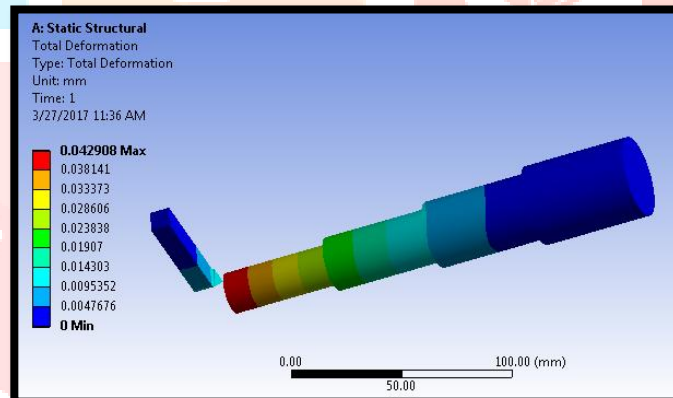 A: Static Structural
Total Deformation
Type: Total Deformation
Unit: mm
Time: 1
3/27/2017 11:36 AM
0.042908 Max
0.038141
0.033373
0.028606
0.023838
0.01907
0.014303
0.0095352
0.0047676
0 Min
0.00 100.00 (mm)
50.00